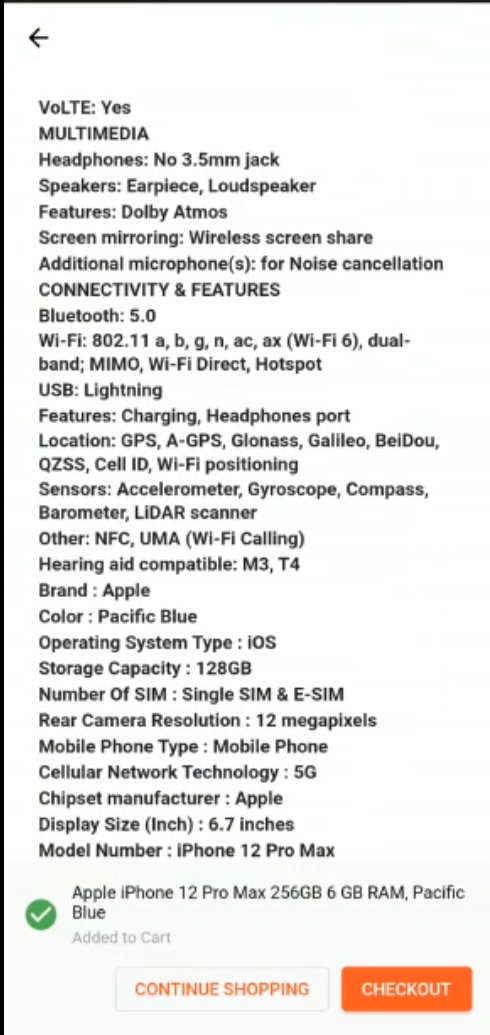 VoLTE: Yes
MULTIMEDIA
Headphones: No 3.5mm jack
Speakers: Earpiece, Loudspeaker
Features: Dolby Atmos
Screen mirroring: Wireless screen share
Additional microphone(s): for Noise cancellation
CONNECTIVITY & FEATURES
Bluetooth: 5.0
Wi-Fi: 802.11 a, b, g, n, ac, ax (Wi-Fi 6), dual-
band; MIMO, Wi-Fi Direct, Hotspot
USB: Lightning
Features: Charging, Headphones port
Location: GPS, A-GPS, Glonass, Galileo, BeiDou,
QZSS, Cell ID, Wi-Fi positioning
Sensors: Accelerometer, Gyroscope, Compass,
Barometer, LiDAR scanner
Other: NFC, UMA (Wi-Fi Calling)
Hearing aid compatible: M3, T4
Brand : Apple
Color : Pacific Blue
Operating System Type : iOS
Storage Capacity : 128GB
Number Of SIM : Single SIM & E-SIM
Rear Camera Resolution : 12 megapixels
Mobile Phone Type : Mobile Phone
Cellular Network Technology : 5G
Chipset manufacturer : Apple
Display Size (Inch) : 6.7 inches
Model Number : iPhone 12 Pro Max
Apple iPhone 12 Pro Max 256GB 6 GB RAM, Pacific
Blue
Added to Cart
CONTINUE SHOPPING
CHECKOUT